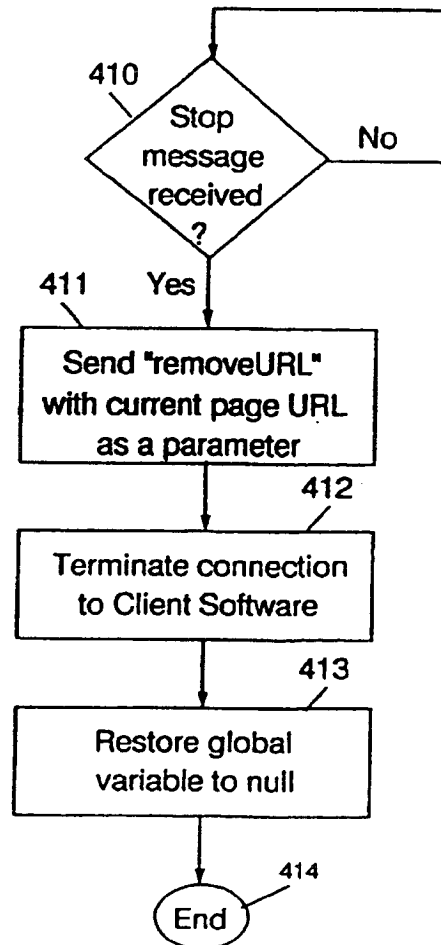 410
Stop
message
received
?
No
Yes
411
Send "removeURL"
with current page URL
as a parameter
412
Terminate connection
to Client Software
413
Restore global
variable to null
414
End